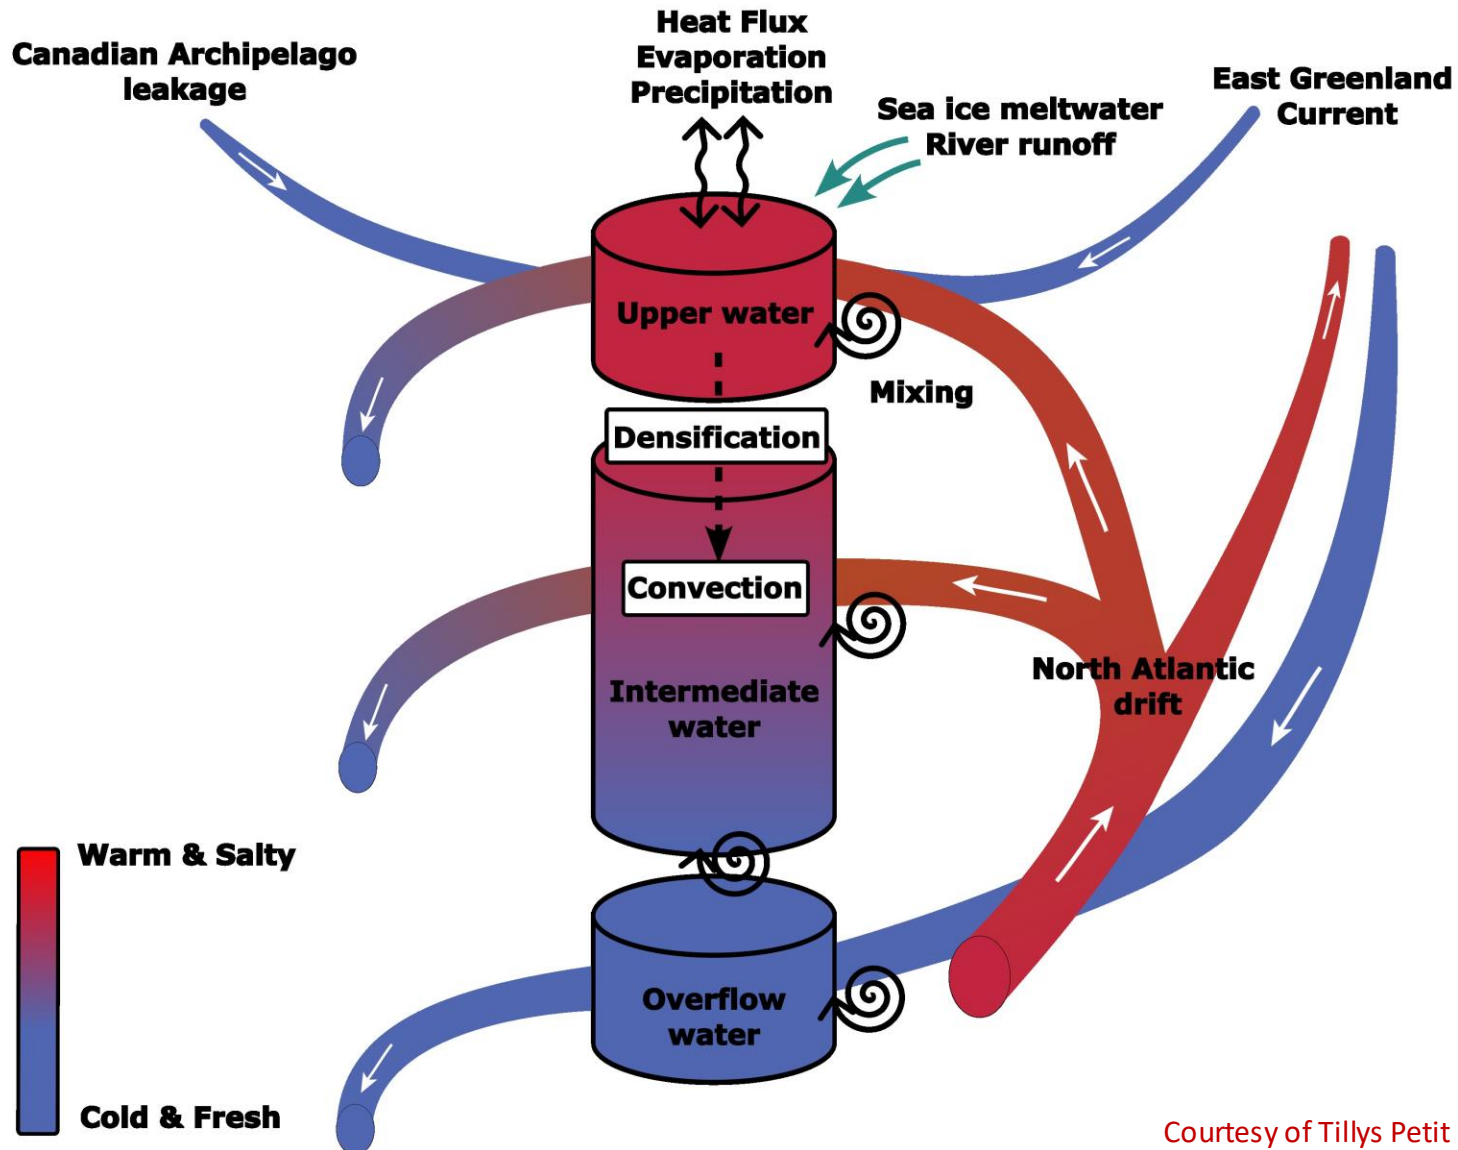 Heat Flux
Evaporation
Precipitation
Canadian Archipelago
leakage
Sea ice meltwater
River runoff
East Greenland
Current
Upper water
Mixing
Densification
Convection
Intermediate
water
North Atlantic
drift
Warm & Salty
Overflow
water
Cold & Fresh
Courtesy of Tillys Petit